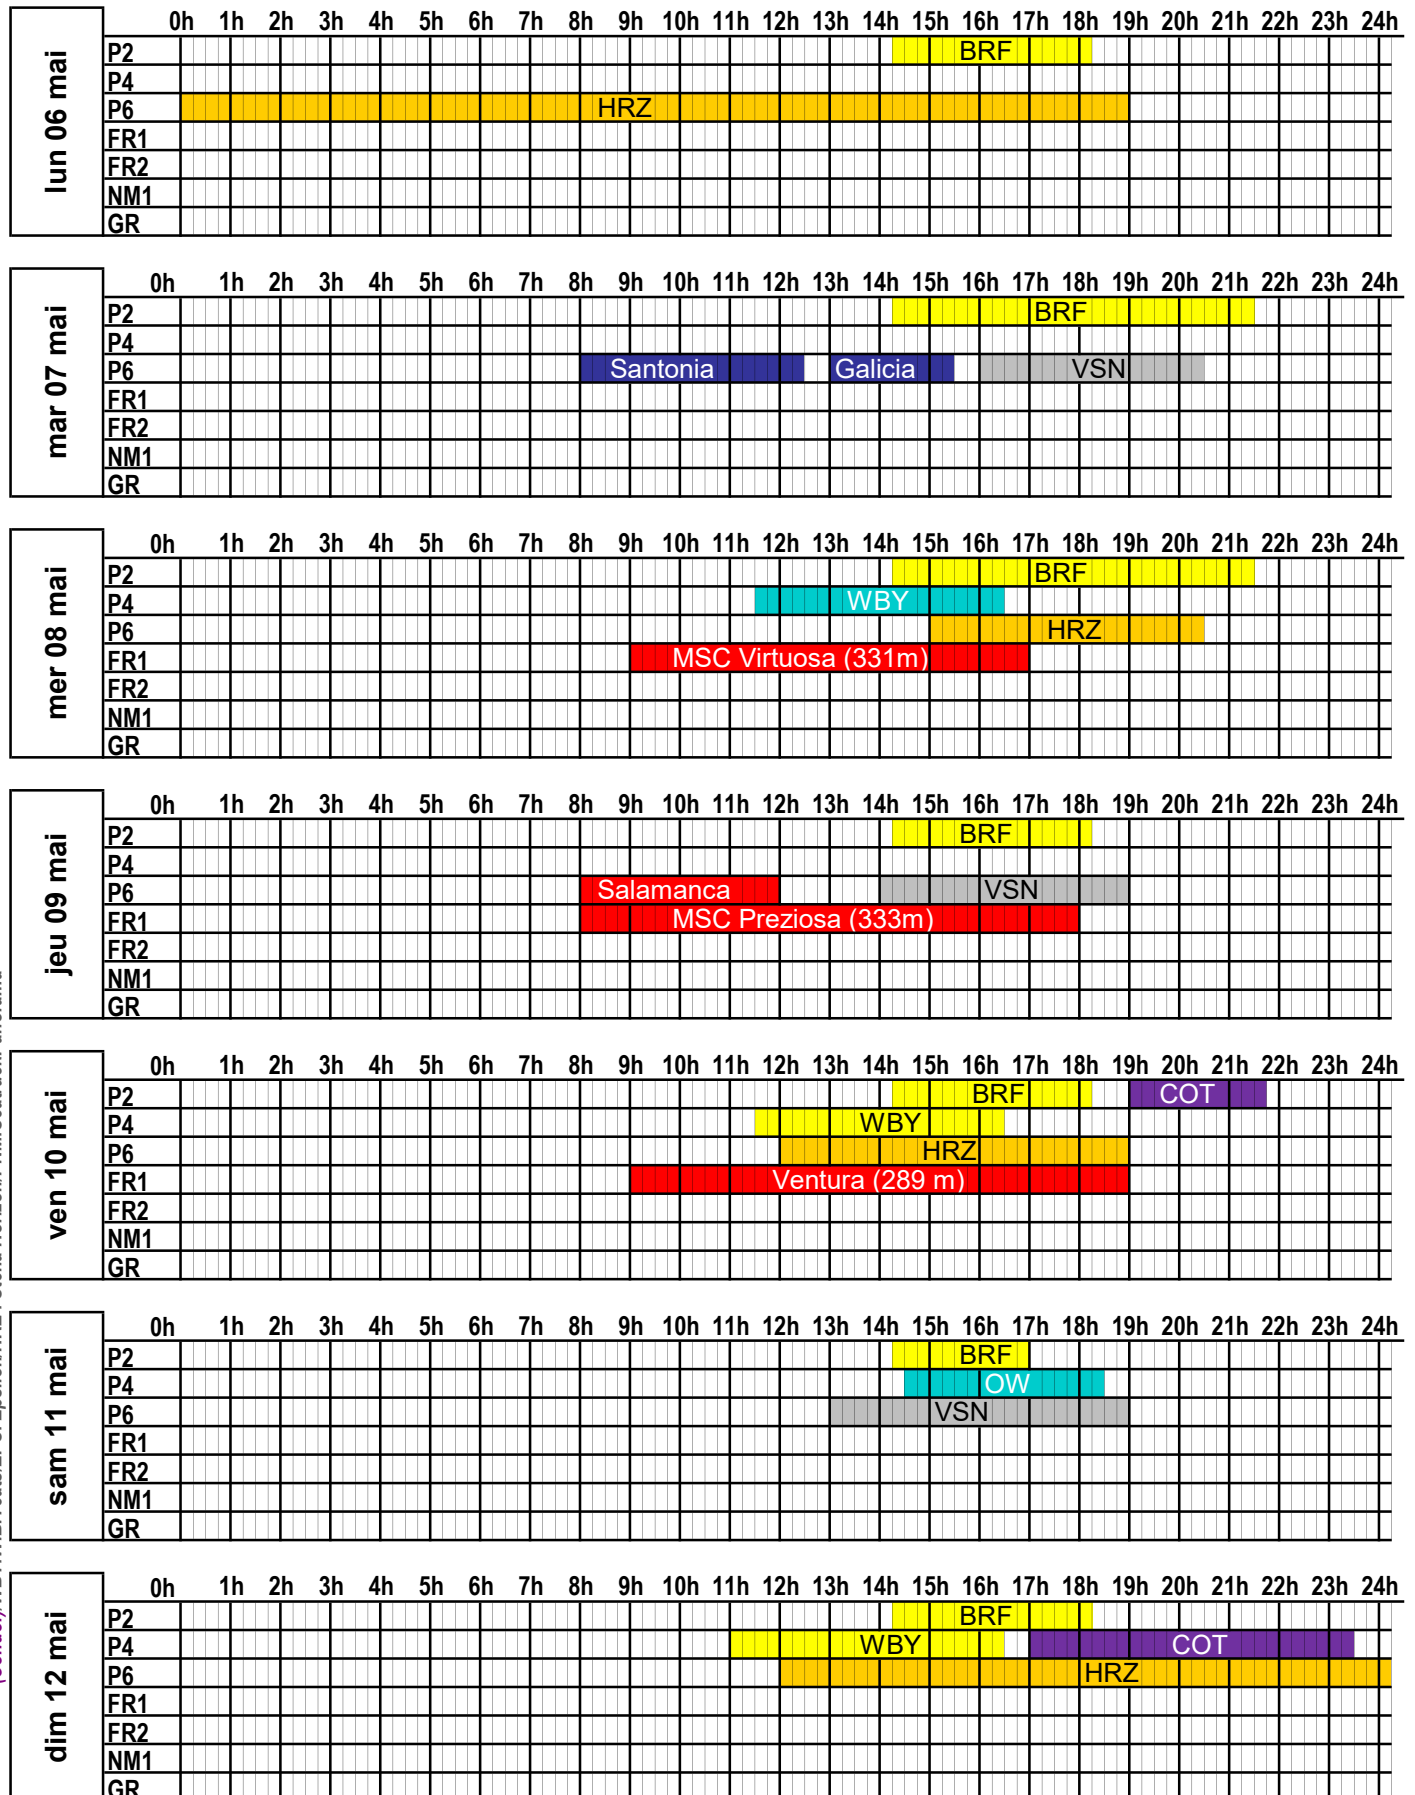 0h 1h 2h 3h 4h 5h 6h 7h 8h 9h 10h 11h 12h 13h 14h 15h 16h 17h 18h 19h 20h 21h 22h 23h 24h
lun 06 mai
P2 BRF
P4
P6 HRZ
FR1
FR2
NM1
GR
0h 1h 2h 3h 4h 5h 6h 7h 8h 9h 10h 11h 12h 13h 14h 15h 16h 17h 18h 19h 20h 21h 22h 23h 24h
mar 07 mai
P2 BRF
P4
P6 Santonia Galicia VSN
FR1
FR2
NM1
GR
0h 1h 2h 3h 4h 5h 6h 7h 8h 9h 10h 11h 12h 13h 14h 15h 16h 17h 18h 19h 20h 21h 22h 23h 24h
mer 08 mai
P2 BRF
P4 WBY
P6 HRZ
FR1 MSC Virtuosa (331m)
FR2
NM1
GR
0h 1h 2h 3h 4h 5h 6h 7h 8h 9h 10h 11h 12h 13h 14h 15h 16h 17h 18h 19h 20h 21h 22h 23h 24h
jeu 09 mai
P2 BRF
P4
P6 Salamanca VSN
FR1 MSC Preziosa (333m)
FR2
NM1
GR
0h 1h 2h 3h 4h 5h 6h 7h 8h 9h 10h 11h 12h 13h 14h 15h 16h 17h 18h 19h 20h 21h 22h 23h 24h
ven 10 mai
P2 BRF COT
P4 WBY
P6 HRZ
FR1 Ventura (289 m)
FR2
NM1
GR
0h 1h 2h 3h 4h 5h 6h 7h 8h 9h 10h 11h 12h 13h 14h 15h 16h 17h 18h 19h 20h 21h 22h 23h 24h
sam 11 mai
P2 BRF
P4 OW
P6 VSN
FR1
FR2
NM1
GR
0h 1h 2h 3h 4h 5h 6h 7h 8h 9h 10h 11h 12h 13h 14h 15h 16h 17h 18h 19h 20h 21h 22h 23h 24h
dim 12 mai
P2 BRF
P4 WBY COT
P6 HRZ
FR1
FR2
NM1
GR